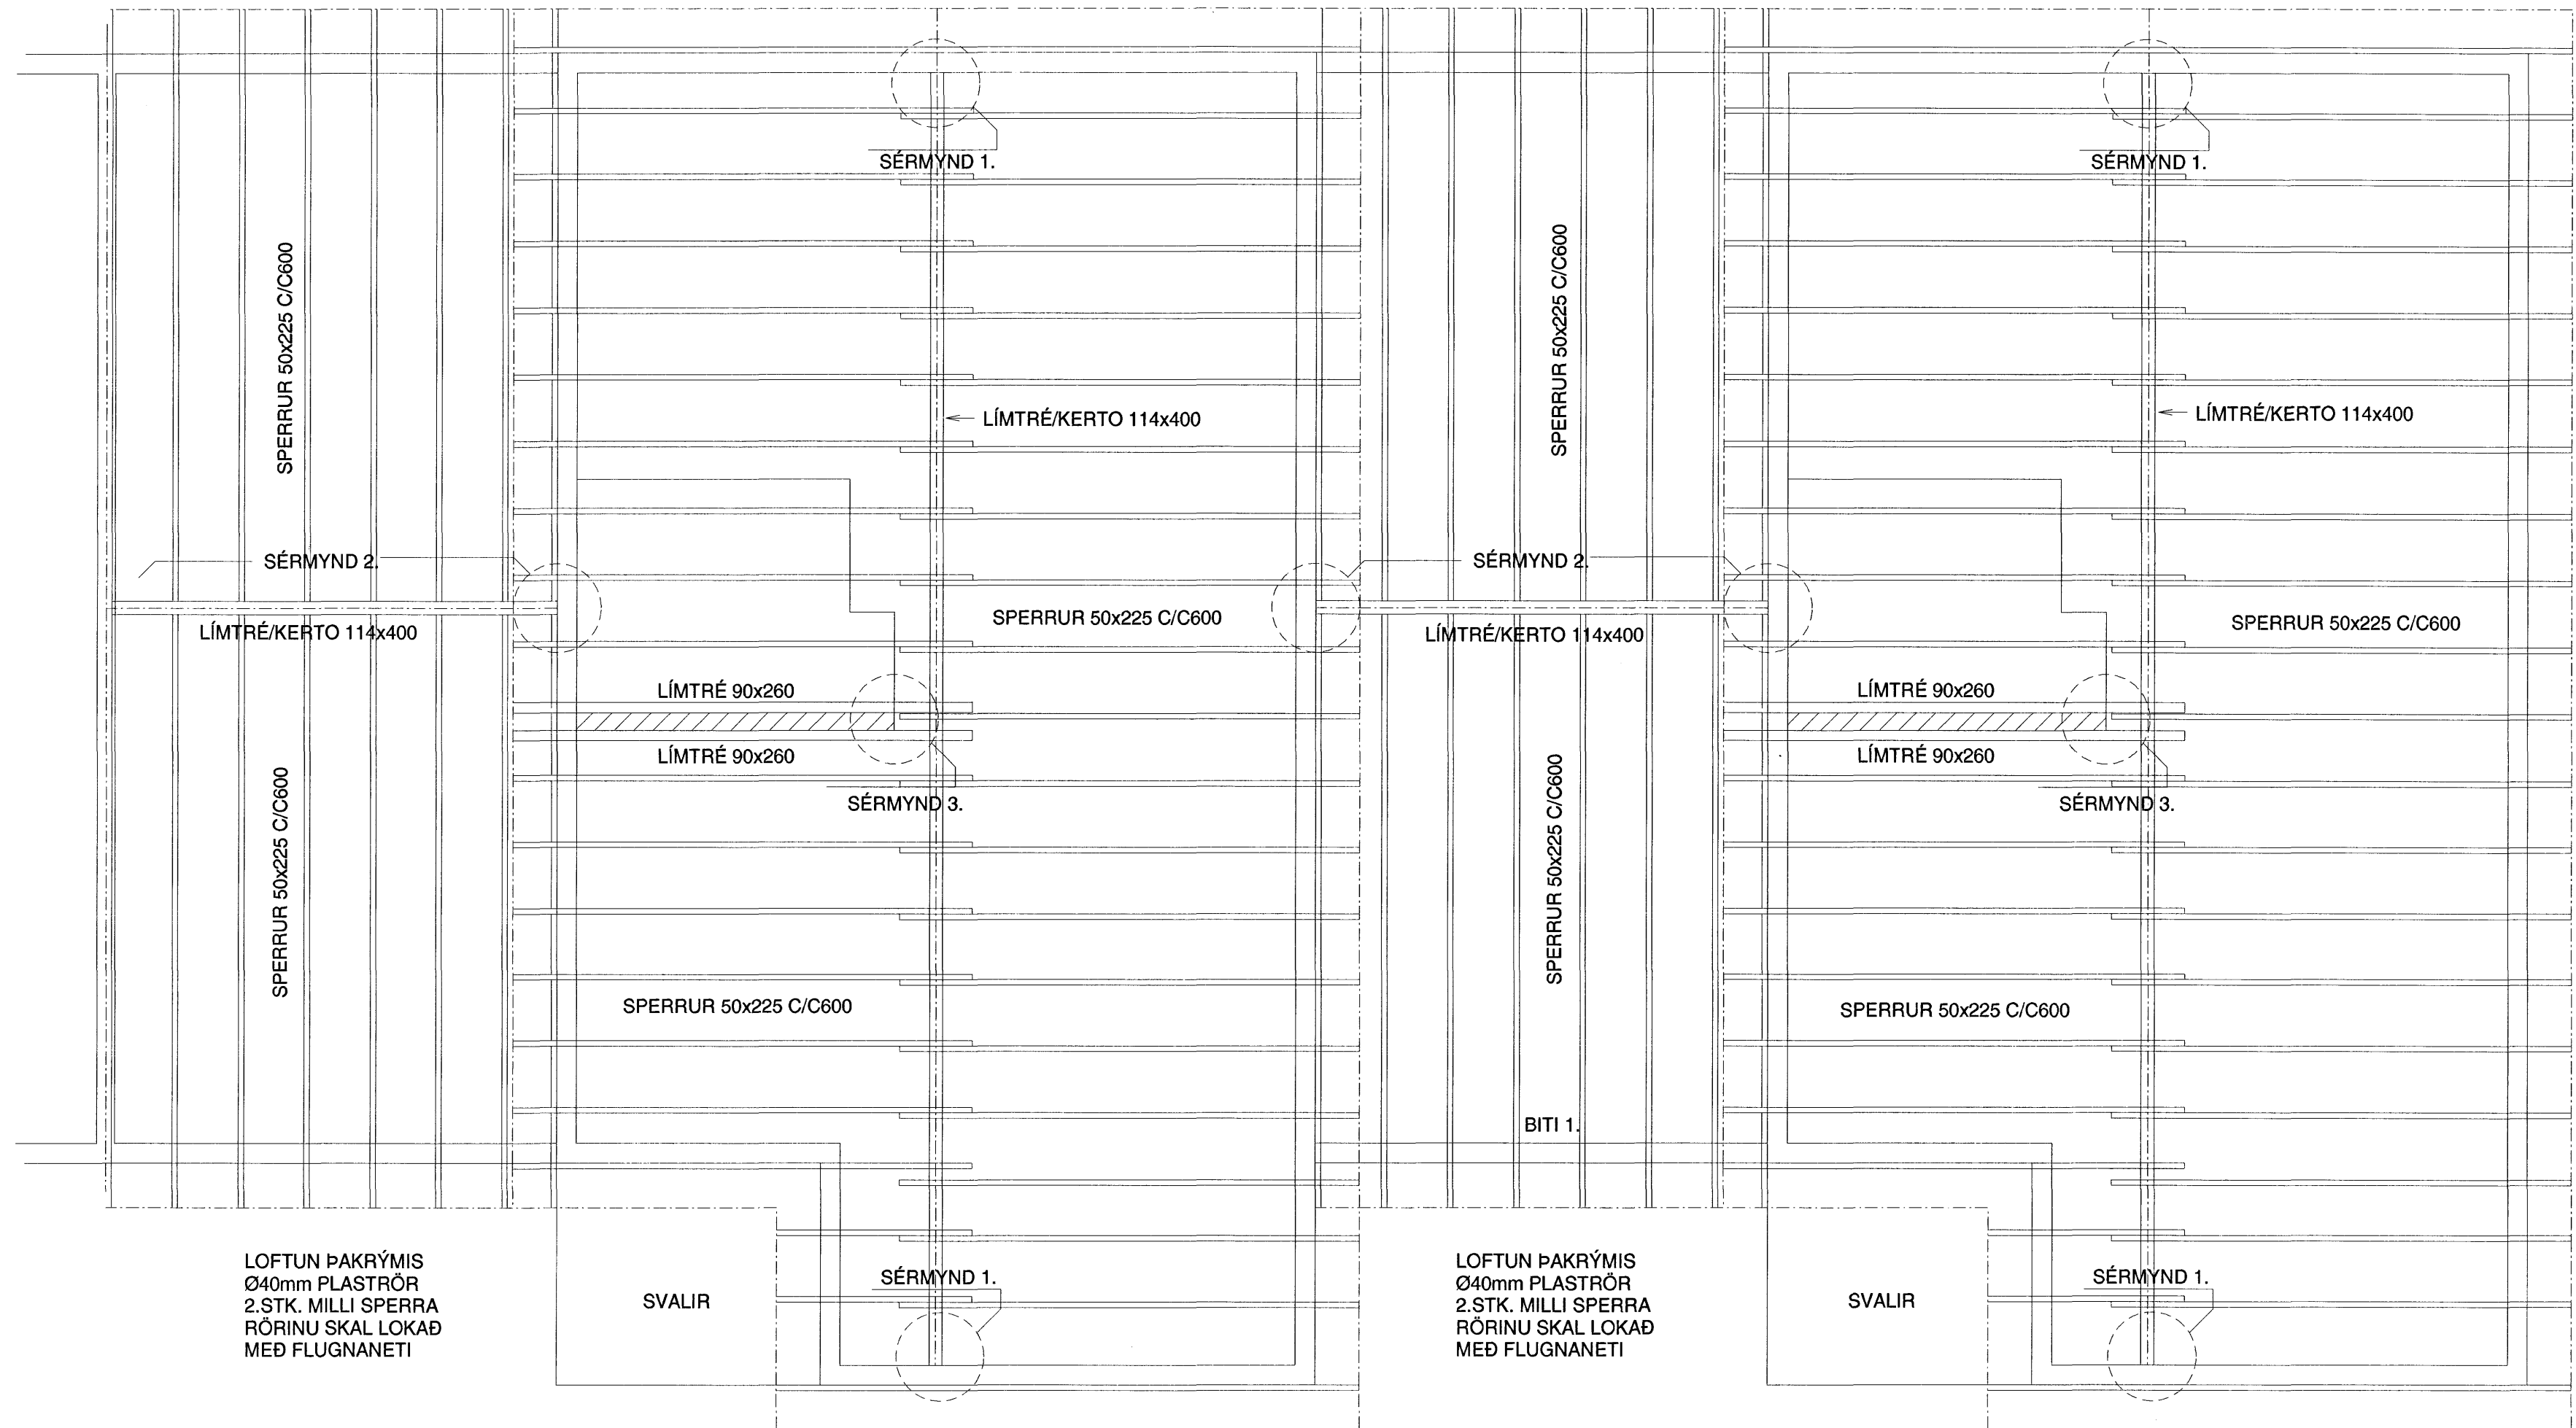 SÉRMYND 1.
SÉRMYND 1.
SPERRUR 50x225 C/C600
SPERRUR 50x225 C/C600
LÍMTRÉ/KERTO 114x400
LÍMTRÉ/KERTO 114x400
SÉRMYND 2.
SÉRMYND 2.
SPERRUR 50x225 C/C600
SPERRUR 50x225 C/C600
LÍMTRÉ/KERTO 114x400
LÍMTRÉ/KERTO 114x400
LÍMTRÉ 90x260
LÍMTRÉ 90x260
LÍMTRÉ 90x260
LÍMTRÉ 90x260
SÉRMYND 3.
SÉRMYND 3.
SPERRUR 50x225 C/C600
SPERRUR 50x225 C/C600
SPERRUR 50x225 C/C600
SPERRUR 50x225 C/C600
BITI 1.
LOFTUN ÞAKRÝMIS
Ø40mm PLASTRÖR
2.STK. MILLI SPERRA
RÖRINU SKAL LOKAÐ
MEÐ FLUGNANETI
SVALIR
SÉRMYND 1.
LOFTUN ÞAKRÝMIS
Ø40mm PLASTRÖR
2.STK. MILLI SPERRA
RÖRINU SKAL LOKAÐ
MEÐ FLUGNANETI
SVALIR
SÉRMYND 1.